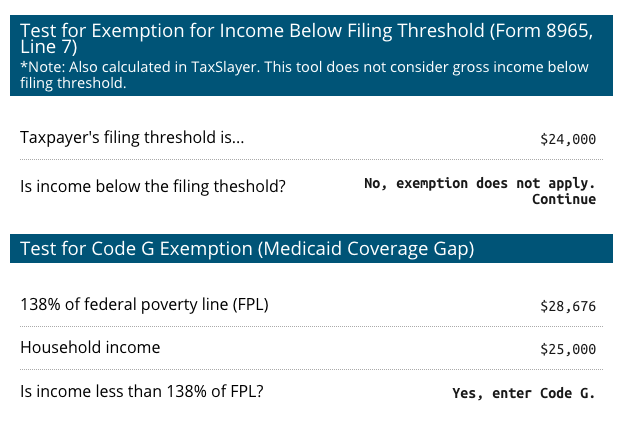 Test for Exemption for Income Below Filing Threshold (Form 8965,
Line 7)
*Note: Also calculated in TaxSlayer. This tool does not consider gross income below
filing threshold.
Taxpayer's filing threshold is...
$24,000
Is income below the filing theshold?
No, exemption does not apply.
Continue
Test for Code G Exemption (Medicaid Coverage Gap)
138% of federal poverty line (FPL)
$28,676
Household income
$25,000
Is income less than 138% of FPL?
Yes, enter Code G.